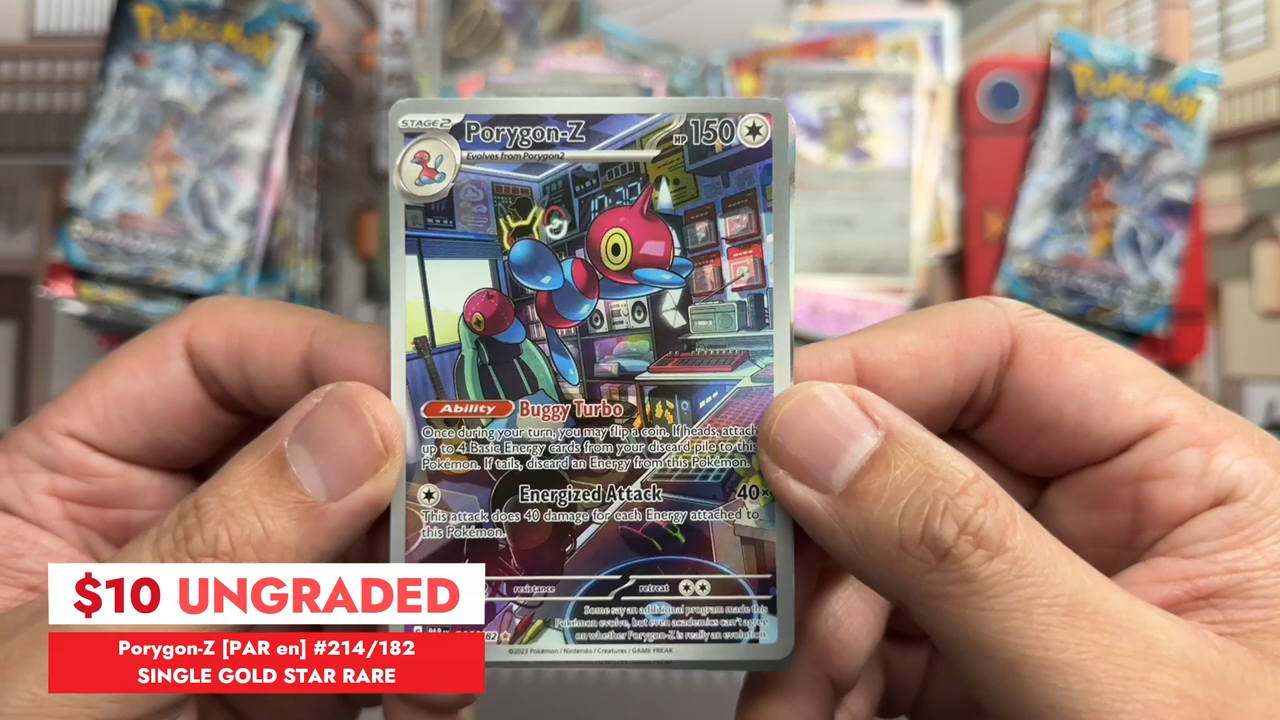 POKÉMON
POKÉMON
STAGE2
Porygon-Z
HP 150
Evolves from Porygon2
Ability Buggy Turbo
Once during your turn, you may flip a coin. If heads, attach
up to 4 Basic Energy cards from your discard pile to this
Pokémon. If tails, discard an Energy from this Pokémon.
Energized Attack 40×
This attack does 40 damage for each Energy attached to
this Pokémon.
resistance retreat
Some say an additional program made this
Pokémon evolve, but even academics can't agree
on whether Porygon-Z is really an evolution.
©2023 Pokémon / Nintendo / Creatures / GAME FREAK
$10 UNGRADED
Porygon-Z [PAR en] #214/182
SINGLE GOLD STAR RARE